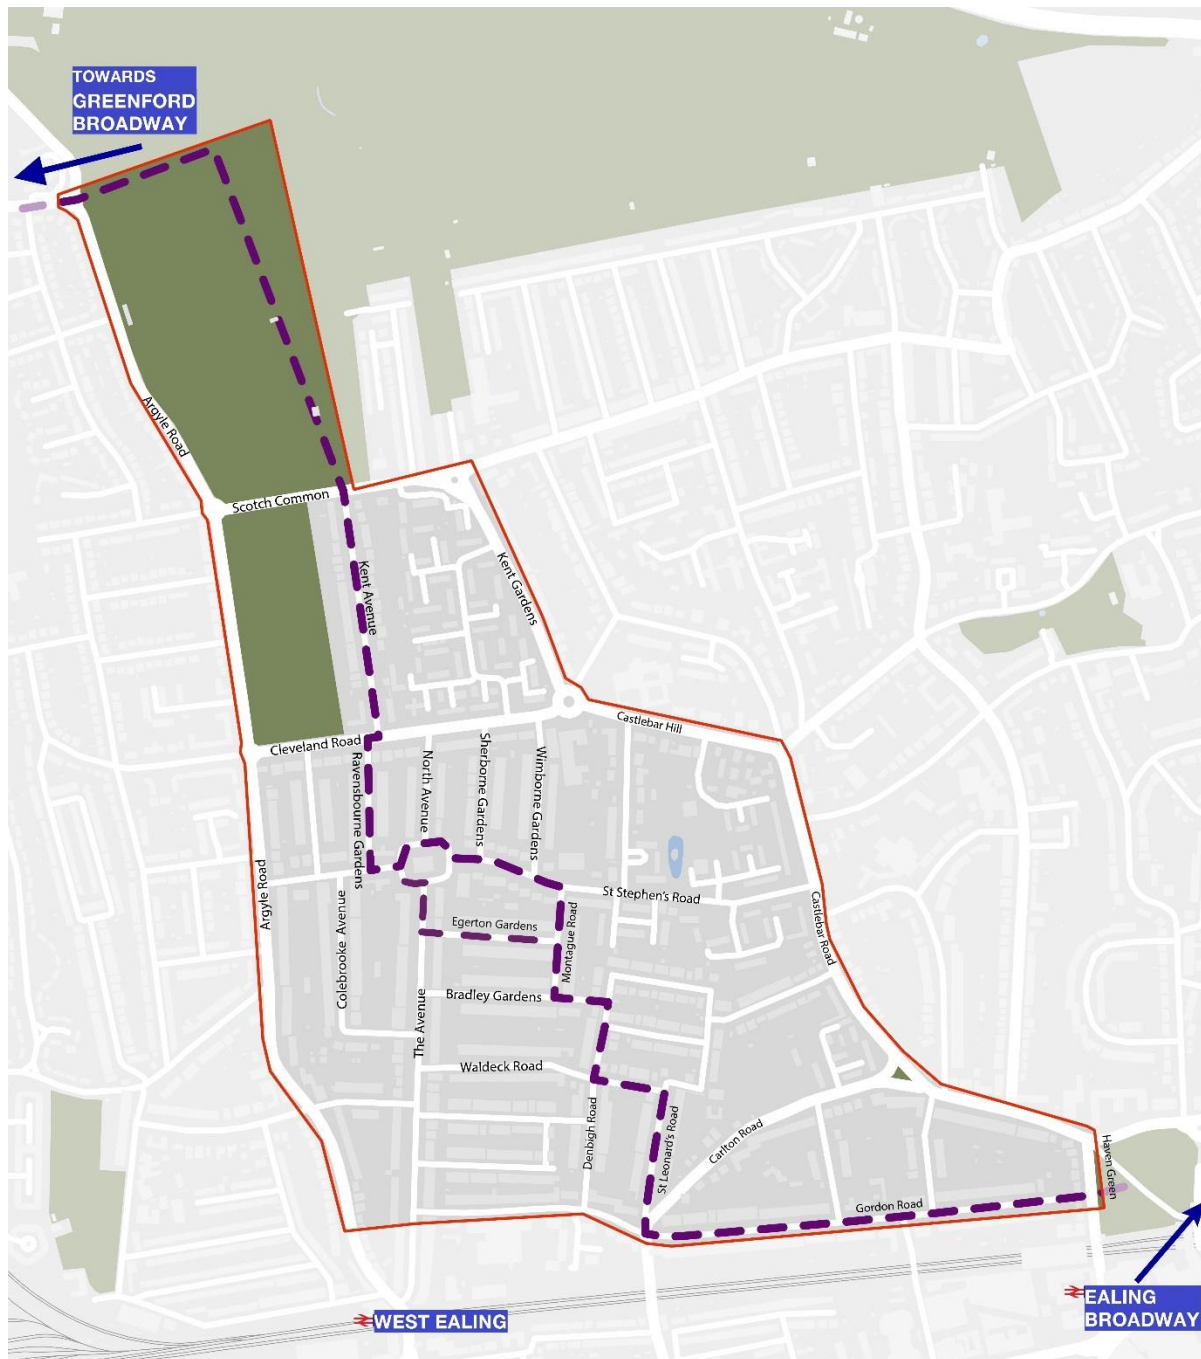 TOWARDS
GREENFORD
BROADWAY
Argyle Road
Scotch Common
Kent Avenue
Kent Gardens
Castlebar Hill
Cleveland Road
Ravensbourne Gardens
North Avenue
Sherborne Gardens
Wimborne Gardens
Argyle Road
St Stephen's Road
Colebrooke Avenue
Egerton Gardens
Montague Road
Castlebar Road
Bradley Gardens
The Avenue
Waldeck Road
Denbigh Road
St Leonard's Road
Carlton Road
Haven Green
Gordon Road
WEST EALING
EALING
BROADWAY